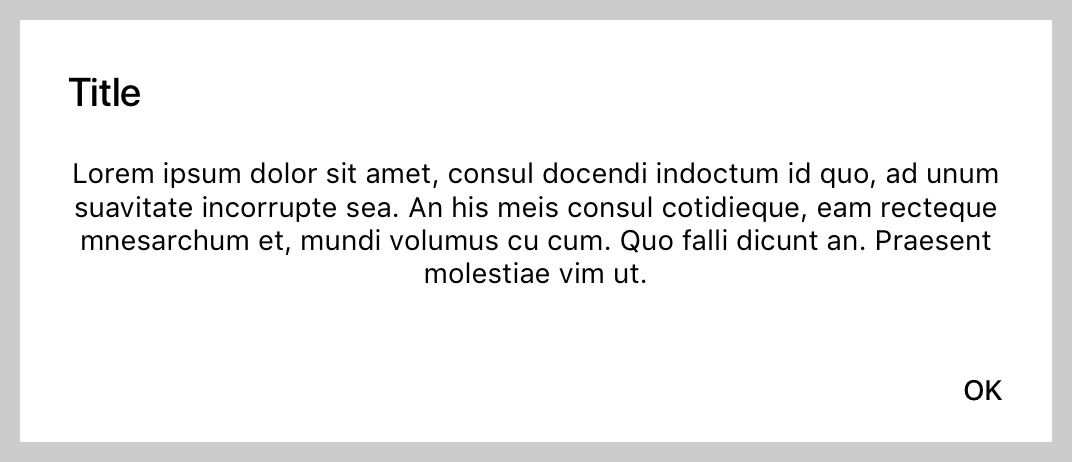 Title
Lorem ipsum dolor sit amet, consul docendi indoctum id quo, ad unum
suavitate incorrupte sea. An his meis consul cotidieque, eam recteque
mnesarchum et, mundi volumus cu cum. Quo falli dicunt an. Praesent
molestiae vim ut.
OK